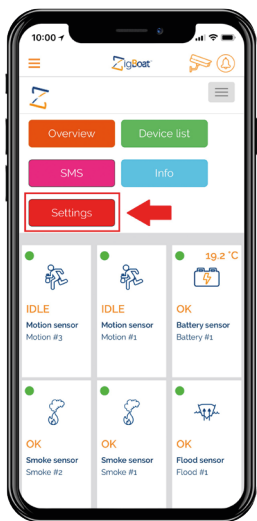 10:00
ZigBoat
Overview
Device list
SMS
Info
Settings
19.2 °C
IDLE
Motion sensor
Motion #3
IDLE
Motion sensor
Motion #1
OK
Battery sensor
Battery #1
OK
Smoke sensor
Smoke #2
OK
Smoke sensor
Smoke #1
OK
Flood sensor
Flood #1